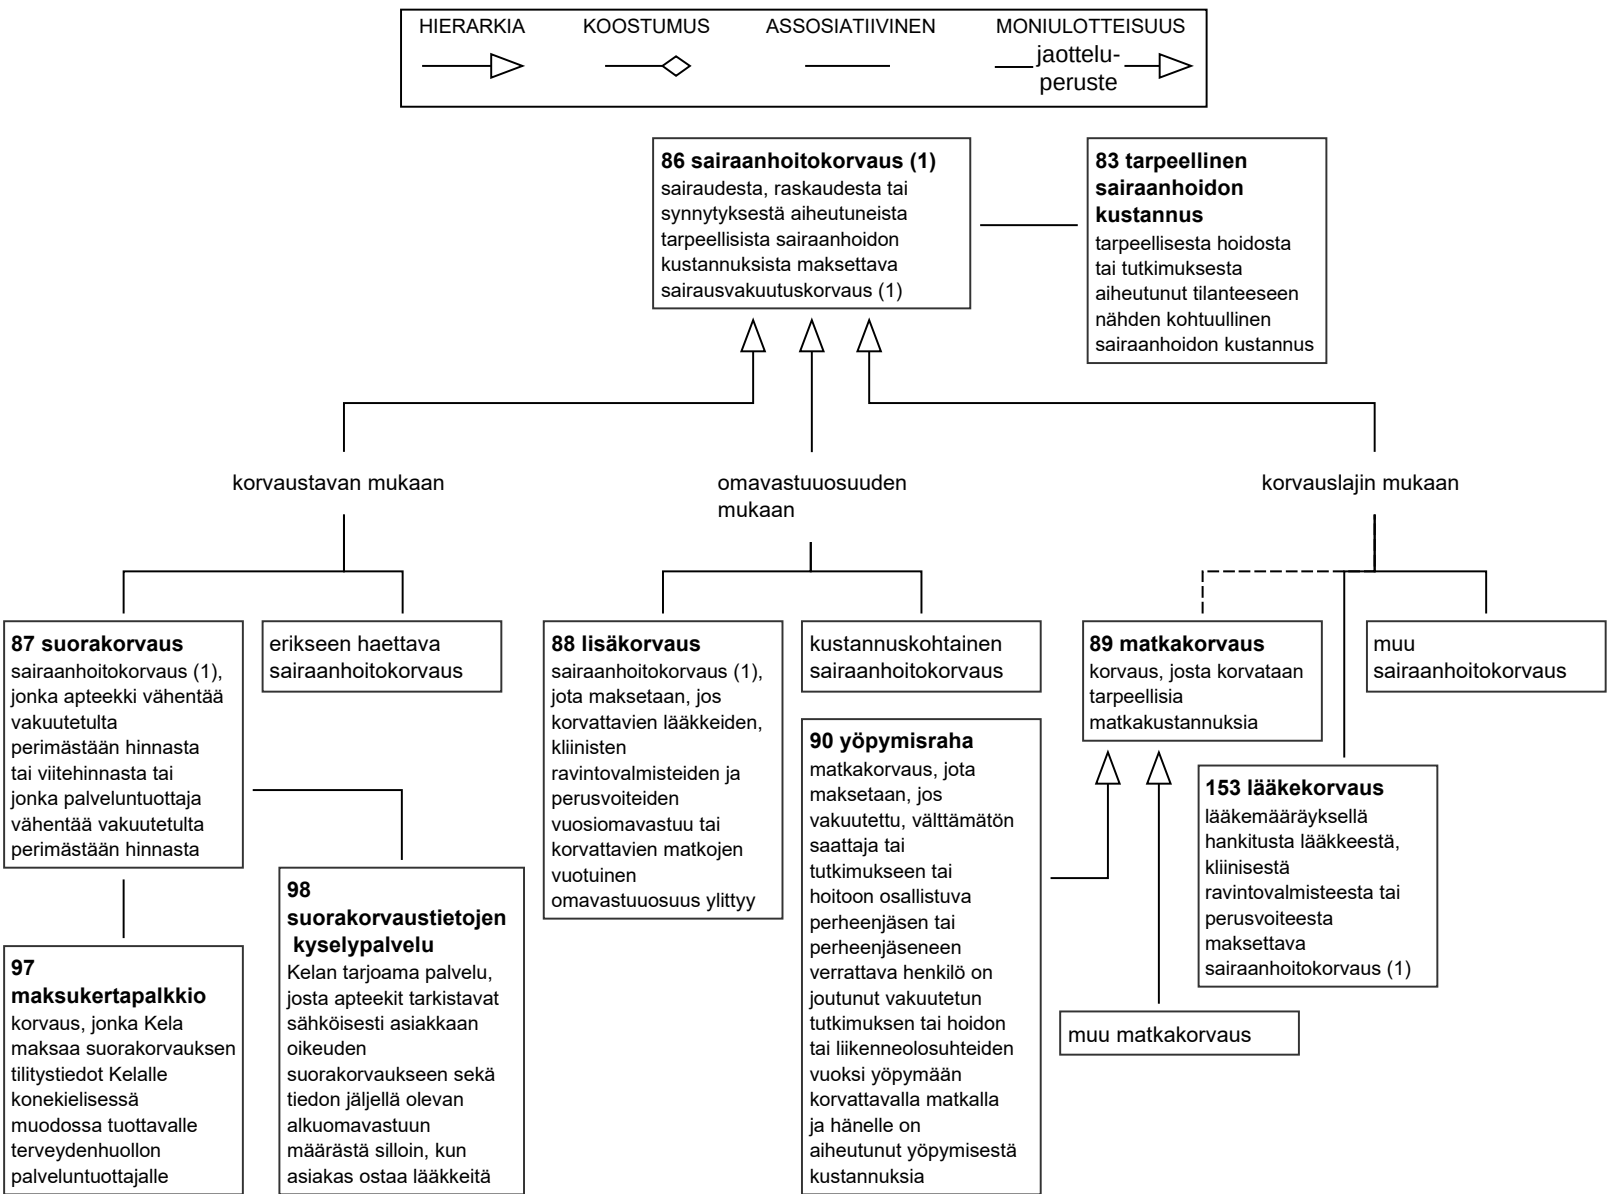 HIERARKIA
KOOSTUMUS
ASSOSIATIIVINEN
MONIULOTTEISUUS
jaottelu-
peruste
86 sairaanhoitokorvaus (1)
sairaudesta, raskaudesta tai
synnytyksestä aiheutuneista
tarpeellisista sairaanhoidon
kustannuksista maksettava
sairausvakuutuskorvaus (1)
83 tarpeellinen
sairaanhoidon
kustannus
tarpeellisesta hoidosta
tai tutkimuksesta
aiheutunut tilanteeseen
nähden kohtuullinen
sairaanhoidon kustannus
korvaustavan mukaan
omavastuuosuuden
mukaan
korvauslajin mukaan
87 suorakorvaus
sairaanhoitokorvaus (1),
jonka apteekki vähentää
vakuutetulta
perimästään hinnasta
tai viitehinnasta tai
jonka palveluntuottaja
vähentää vakuutetulta
perimästään hinnasta
erikseen haettava
sairaanhoitokorvaus
88 lisäkorvaus
sairaanhoitokorvaus (1),
jota maksetaan, jos
korvattavien lääkkeiden,
kliinisten
ravintovalmisteiden ja
perusvoiteiden
vuosiomavastuu tai
korvattavien matkojen
vuotuinen
omavastuuosuus ylittyy
kustannuskohtainen
sairaanhoitokorvaus
89 matkakorvaus
korvaus, josta korvataan
tarpeellisia
matkakustannuksia
muu
sairaanhoitokorvaus
90 yöpymisraha
matkakorvaus, jota
maksetaan, jos
vakuutettu, välttämätön
saattaja tai
tutkimukseen tai
hoitoon osallistuva
perheenjäsen tai
perheenjäseneen
verrattava henkilö on
joutunut vakuutetun
tutkimuksen tai hoidon
tai liikenneolosuhteiden
vuoksi yöpymään
korvattavalla matkalla
ja hänelle on
aiheutunut yöpymisestä
kustannuksia
153 lääkekorvaus
lääkemääräyksellä
hankitusta lääkkeestä,
kliinisestä
ravintovalmisteesta tai
perusvoiteesta
maksettava
sairaanhoitokorvaus (1)
98
suorakorvaustietojen
kyselypalvelu
Kelan tarjoama palvelu,
josta apteekit tarkistavat
sähköisesti asiakkaan
oikeuden
suorakorvaukseen sekä
tiedon jäljellä olevan
alkuomavastuun
määrästä silloin, kun
asiakas ostaa lääkkeitä
97
maksukertapalkkio
korvaus, jonka Kela
maksaa suorakorvauksen
tilitystiedot Kelalle
konekielisessä
muodossa tuottavalle
terveydenhuollon
palveluntuottajalle
muu matkakorvaus